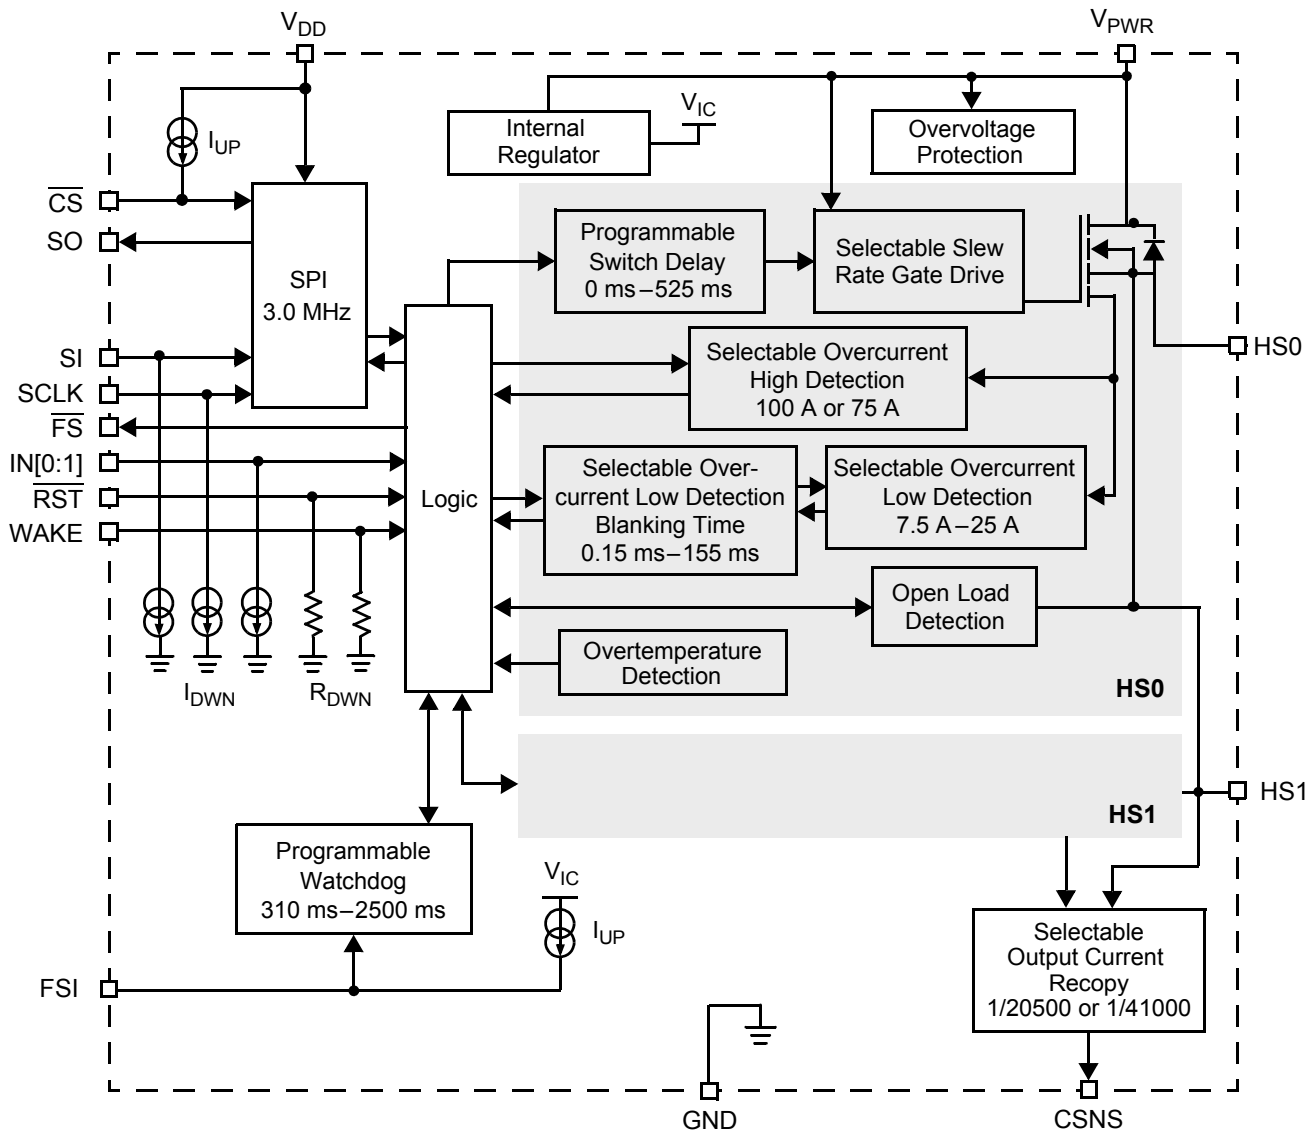 VDD
VPWR
IUP
VIC
Internal
Regulator
Overvoltage
Protection
CS
SO
SPI
3.0 MHz
Programmable
Switch Delay
0 ms–525 ms
Selectable Slew
Rate Gate Drive
SI
SCLK
FS
IN[0:1]
RST
WAKE
Logic
Selectable Overcurrent
High Detection
100 A or 75 A
HS0
Selectable Over-
current Low Detection
Blanking Time
0.15 ms–155 ms
Selectable Overcurrent
Low Detection
7.5 A–25 A
Open Load
Detection
Overtemperature
Detection
HS0
IDWN
RDWN
HS1
HS1
Programmable
Watchdog
310 ms–2500 ms
VIC
IUP
FSI
Selectable
Output Current
Recopy
1/20500 or 1/41000
GND
CSNS